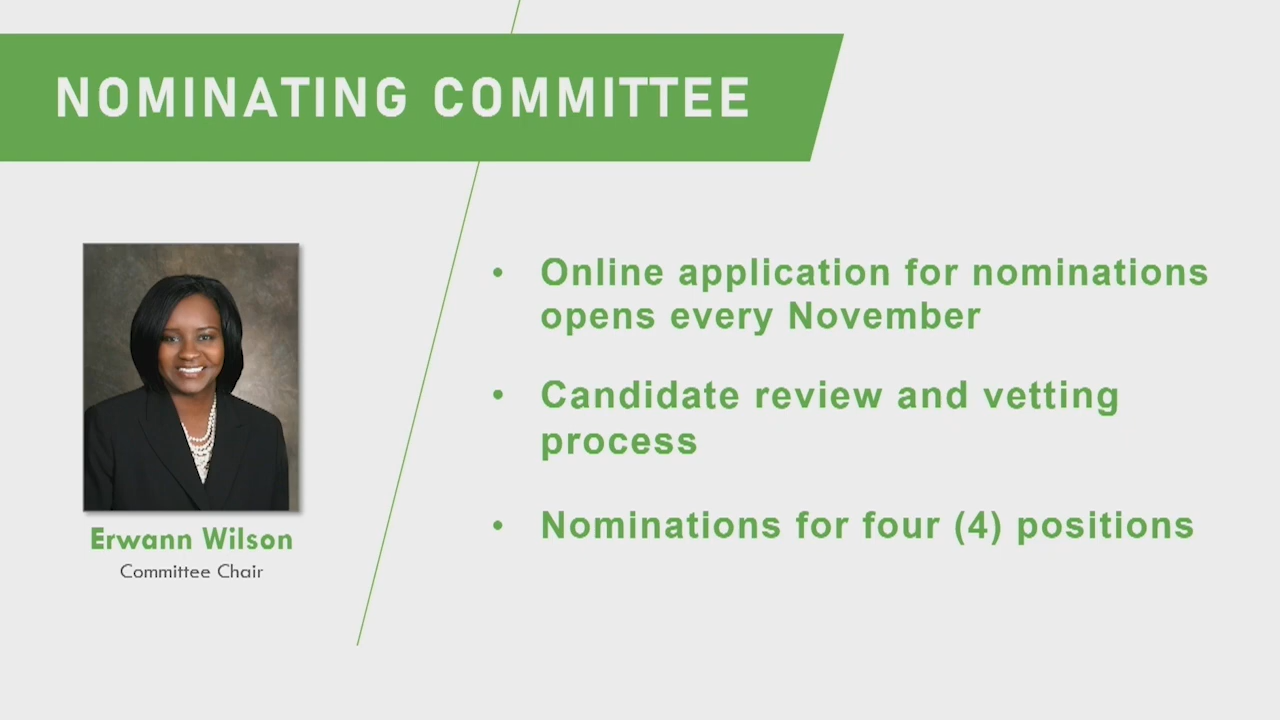 NOMINATING COMMITTEE
• Online application for nominations
opens every November
• Candidate review and vetting
process
• Nominations for four (4) positions
Erwann Wilson
Committee Chair